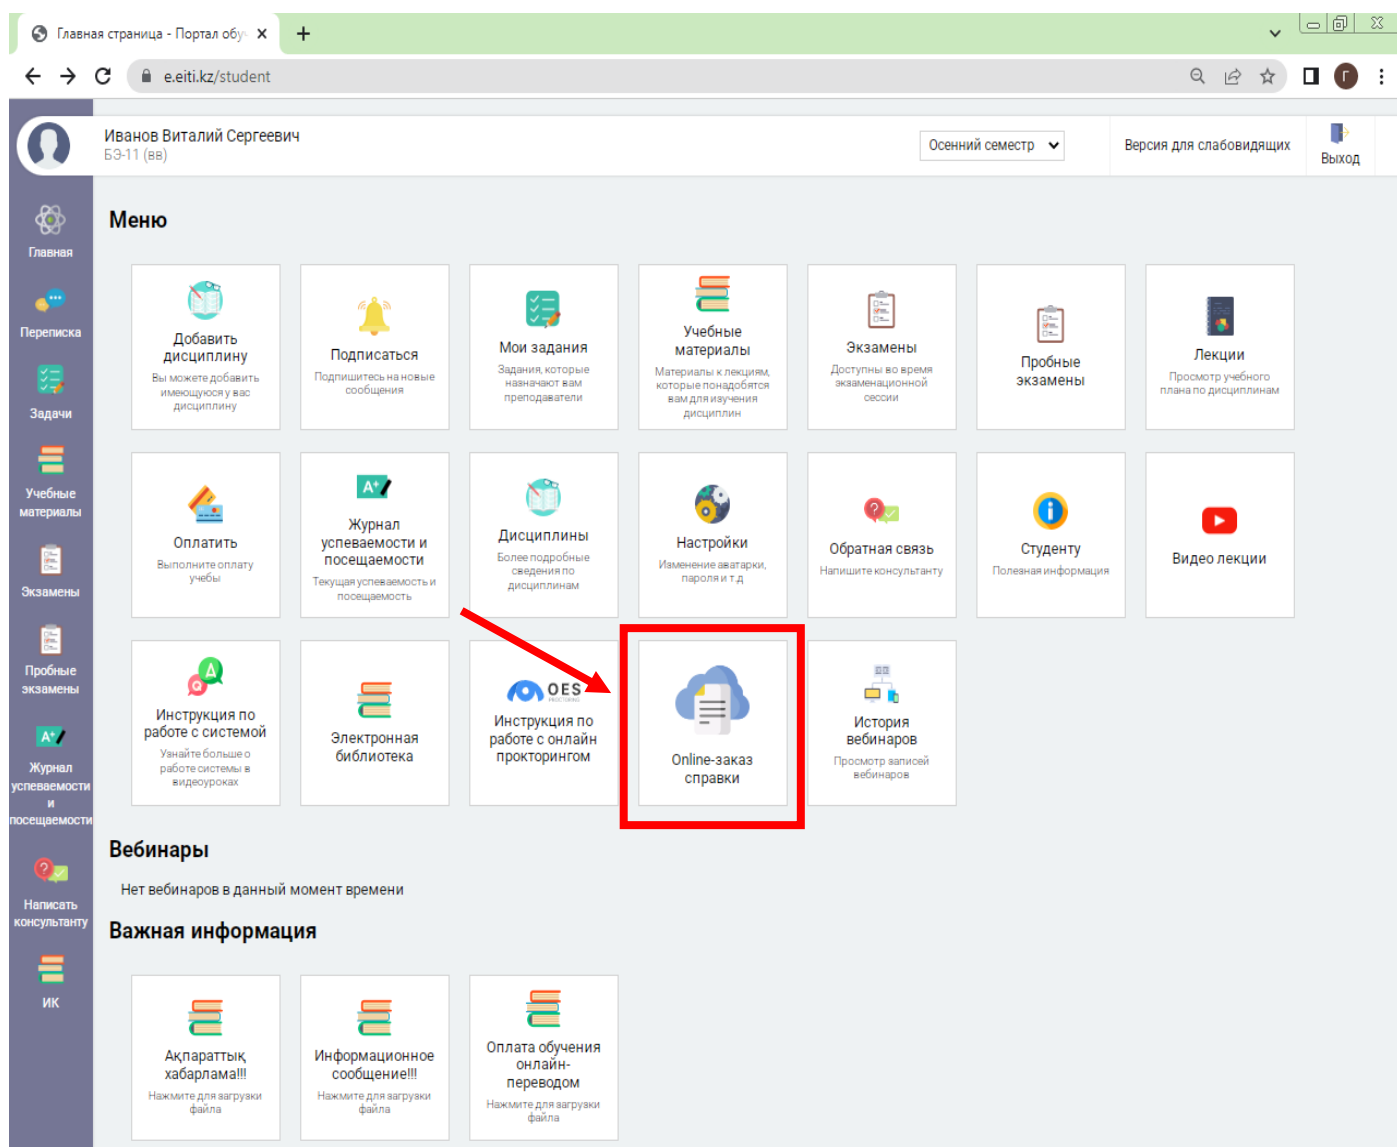 Главная страница - Портал обу
e.eiti.kz/student
Г
Иванов Виталий Сергеевич
БЭ-11 (вв)
Осенний семестр
Версия для слабовидящих
Выход
Главная
Переписка
Задачи
Учебные
материалы
Экзамены
Пробные
экзамены
A+
Журнал
успеваемости
и
посещаемости
Написать
консультанту
ИК
Меню
Добавить
дисциплину
Вы можете добавить
имеющуюся у вас
дисциплину
Подписаться
Подпишитесь на новые
сообщения
Мои задания
Задания, которые
назначают вам
преподаватели
Учебные
материалы
Материалы к лекциям,
которые понадобятся
вам для изучения
дисциплин
Экзамены
Доступны во время
экзаменационной
сессии
Пробные
экзамены
Лекции
Просмотр учебного
плана по дисциплинам
Оплатить
Выполните оплату
учебы
A+
Журнал
успеваемости и
посещаемости
Текущая успеваемость и
посещаемость
Дисциплины
Более подробные
сведения по
дисциплинам
Настройки
Изменение аватарки,
пароля и т.д
Обратная связь
Напишите консультанту
Студенту
Полезная информация
Видео лекции
Инструкция по
работе с системой
Узнайте больше о
работе системы в
видеоуроках
Электронная
библиотека
OES
PROCTORING
Инструкция по
работе с онлайн
прокторингом
Online-заказ
справки
История
вебинаров
Просмотр записей
вебинаров
Вебинары
Нет вебинаров в данный момент времени
Важная информация
Ақпараттық
хабарлама!!!
Нажмите для загрузки
файла
Информационное
сообщение!!!
Нажмите для загрузки
файла
Оплата обучения
онлайн-
переводом
Нажмите для загрузки
файла